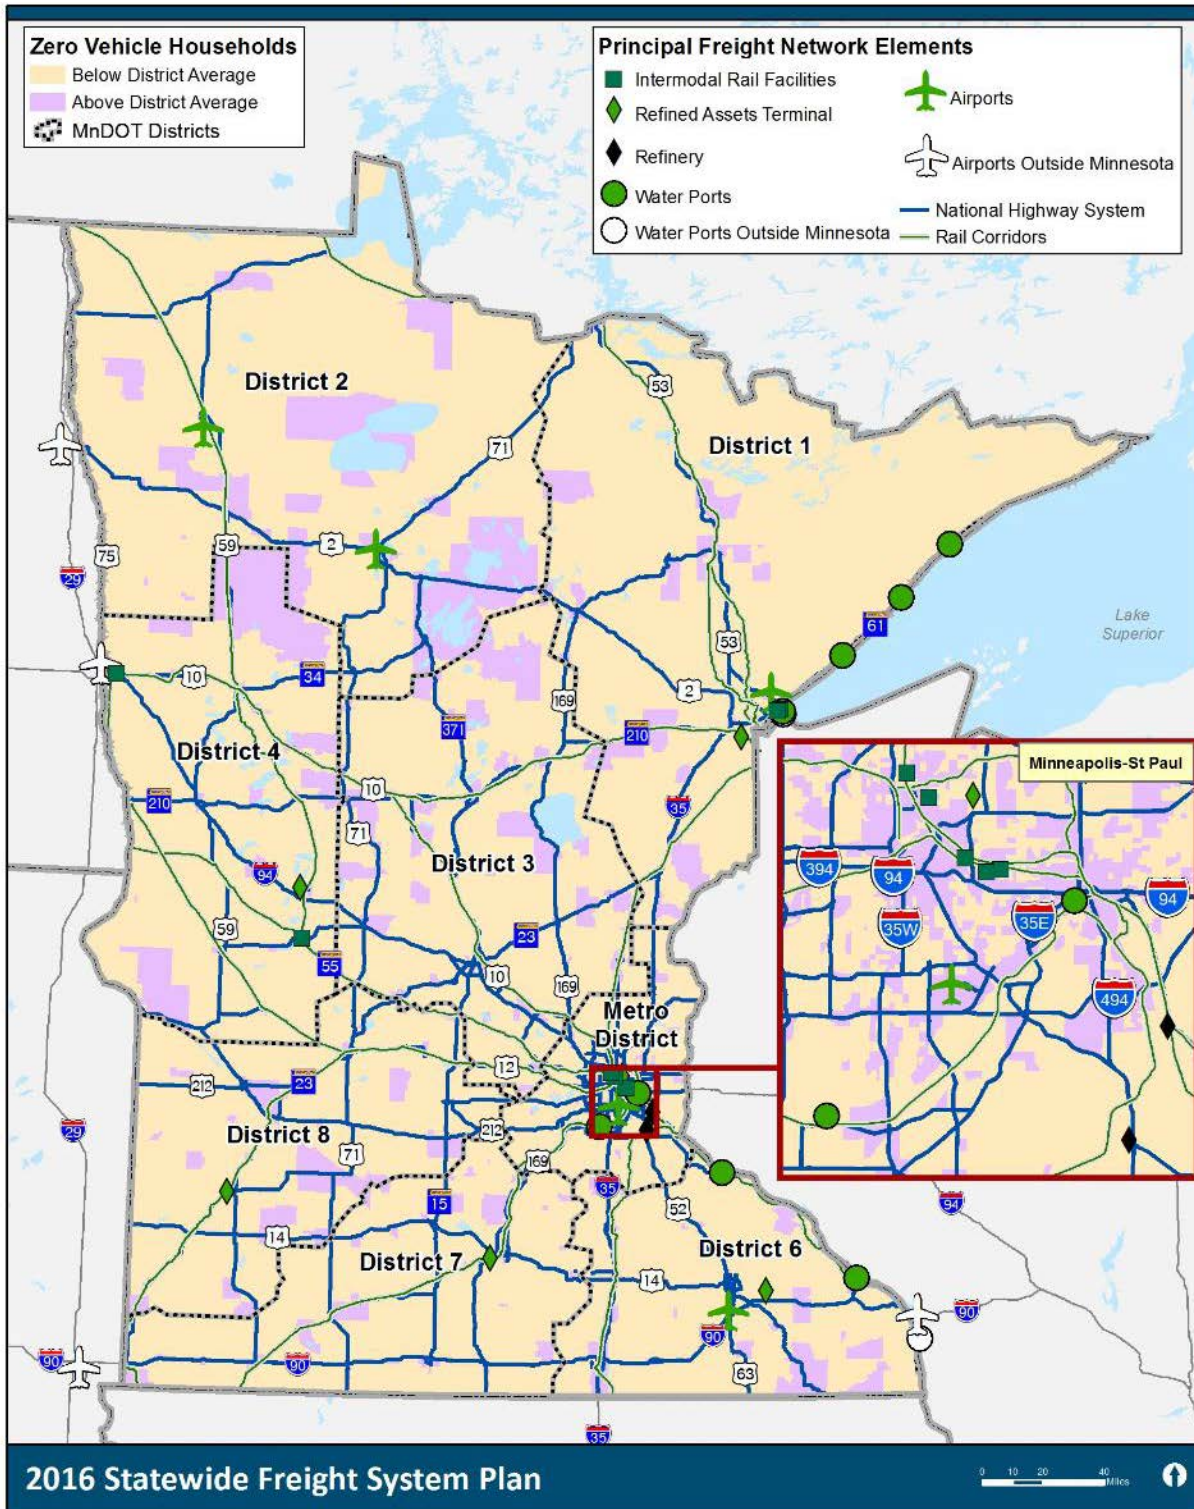 Zero Vehicle Households
Below District Average
Above District Average
MnDOT Districts
Principal Freight Network Elements
Intermodal Rail Facilities
Refined Assets Terminal
Refinery
Water Ports
Water Ports Outside Minnesota
Airports
Airports Outside Minnesota
National Highway System
Rail Corridors
District 2
53
District 1
71
59
2
75
29
61
Lake
Superior
53
10
34
2
169
371
210
District 4
Minneapolis-St Paul
10
210
35
71
District 3
394
94
94
94
35W
35E
59
23
55
10
169
494
Metro
District
12
212
23
29
District 8
212
71
169
35
15
52
94
14
District 7
District 6
14
90
90
90
90
63
35
2016 Statewide Freight System Plan
0 10 20 40
Miles